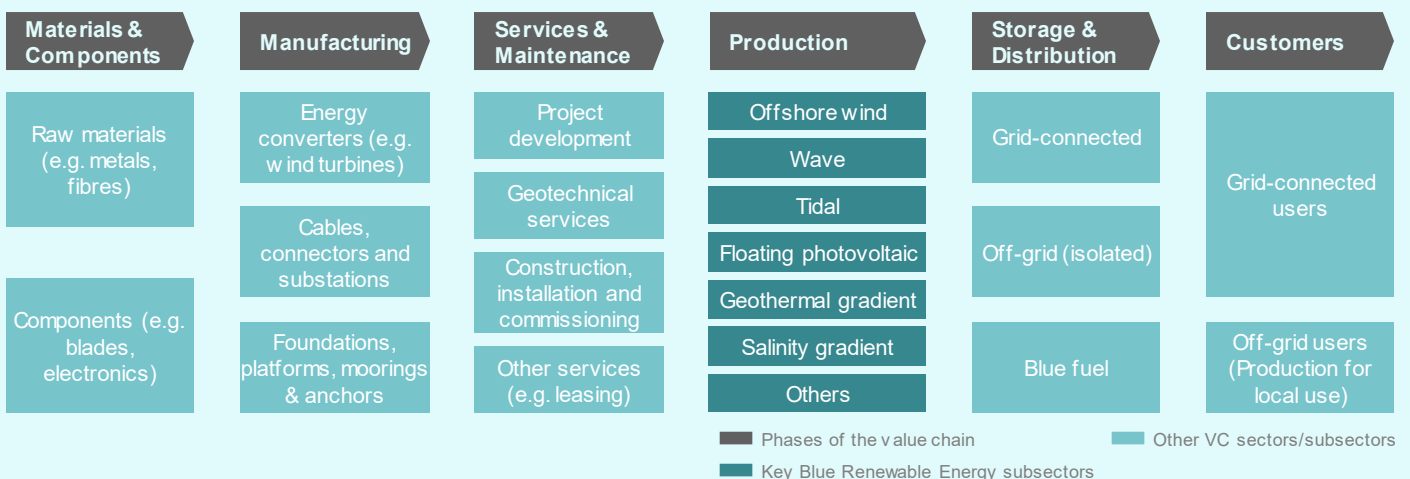 Materials &
Components
Manufacturing
Services &
Maintenance
Production
Storage &
Distribution
Customers
Raw materials
(e.g. metals,
fibres)
Components (e.g.
blades,
electronics)
Energy
converters (e.g.
wind turbines)
Cables,
connectors and
substations
Foundations,
platforms, moorings
& anchors
Project
development
Geotechnical
services
Construction,
installation and
commissioning
Other services
(e.g. leasing)
Offshore wind
Wave
Tidal
Floating photovoltaic
Geothermal gradient
Salinity gradient
Others
Grid-connected
Off-grid (isolated)
Blue fuel
Grid-connected
users
Off-grid users
(Production for
local use)
Phases of the value chain
Other VC sectors/subsectors
Key Blue Renewable Energy subsectors